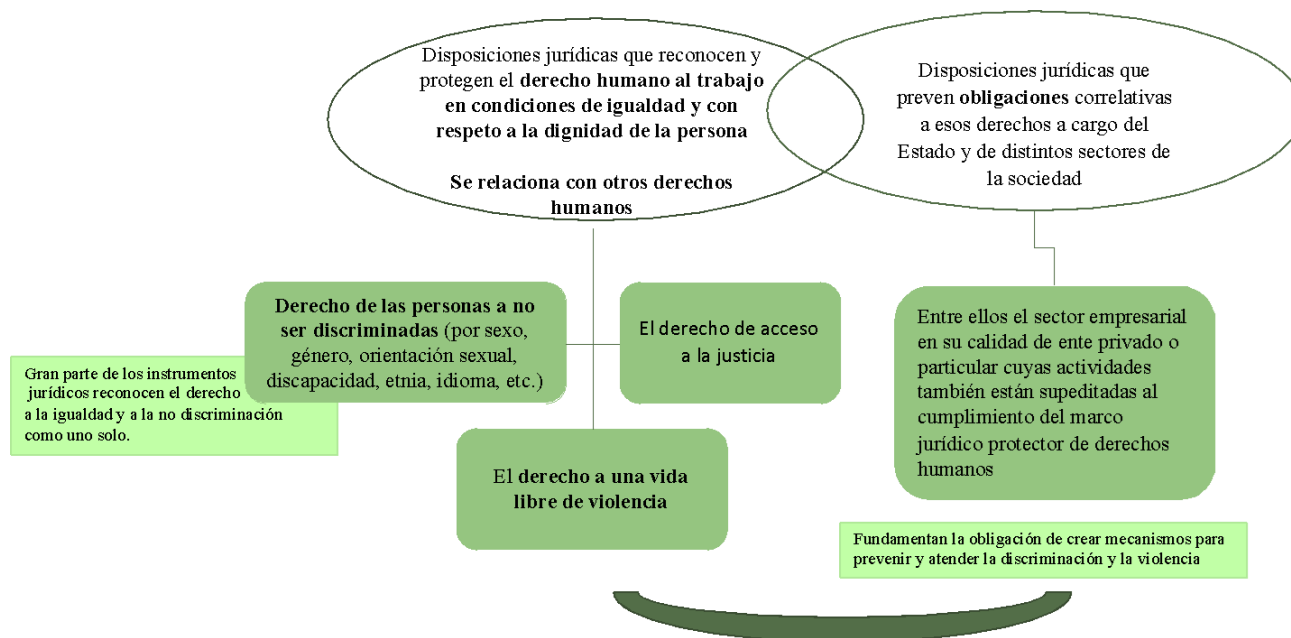 Disposiciones jurídicas que reconocen y
protegen el derecho humano al trabajo
en condiciones de igualdad y con
respeto a la dignidad de la persona
Se relaciona con otros derechos
humanos
Disposiciones jurídicas que
preven obligaciones correlativas
a esos derechos a cargo del
Estado y de distintos sectores de
la sociedad
Derecho de las personas a no
ser discriminadas (por sexo,
género, orientación sexual,
discapacidad, etnia, idioma, etc.)
El derecho de acceso
a la justicia
Gran parte de los instrumentos
jurídicos reconocen el derecho
a la igualdad y a la no discriminación
como uno solo.
El derecho a una vida
libre de violencia
Entre ellos el sector empresarial
en su calidad de ente privado o
particular cuyas actividades
también están supeditadas al
cumplimiento del marco
jurídico protector de derechos
humanos
Fundamentan la obligación de crear mecanismos para
prevenir y atender la discriminación y la violencia